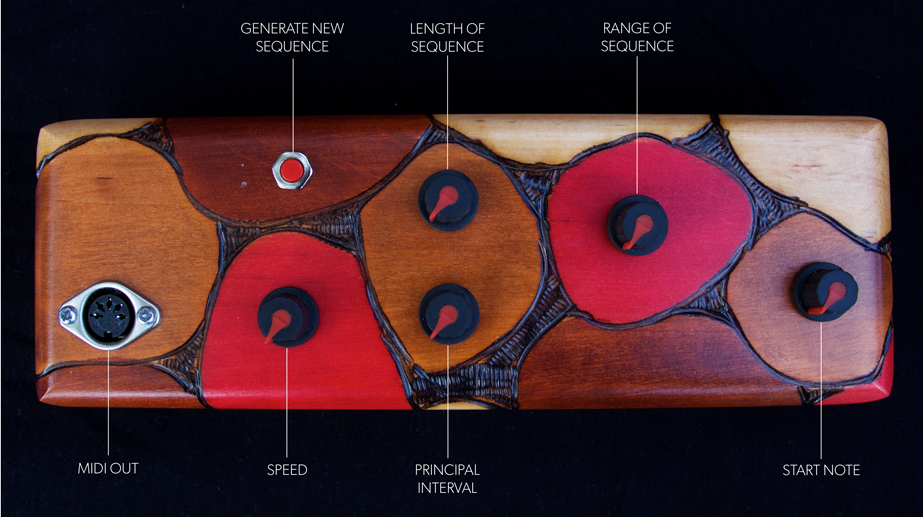 GENERATE NEW
SEQUENCE
LENGTH OF
SEQUENCE
RANGE OF
SEQUENCE
MIDI OUT
SPEED
PRINCIPAL
INTERVAL
START NOTE